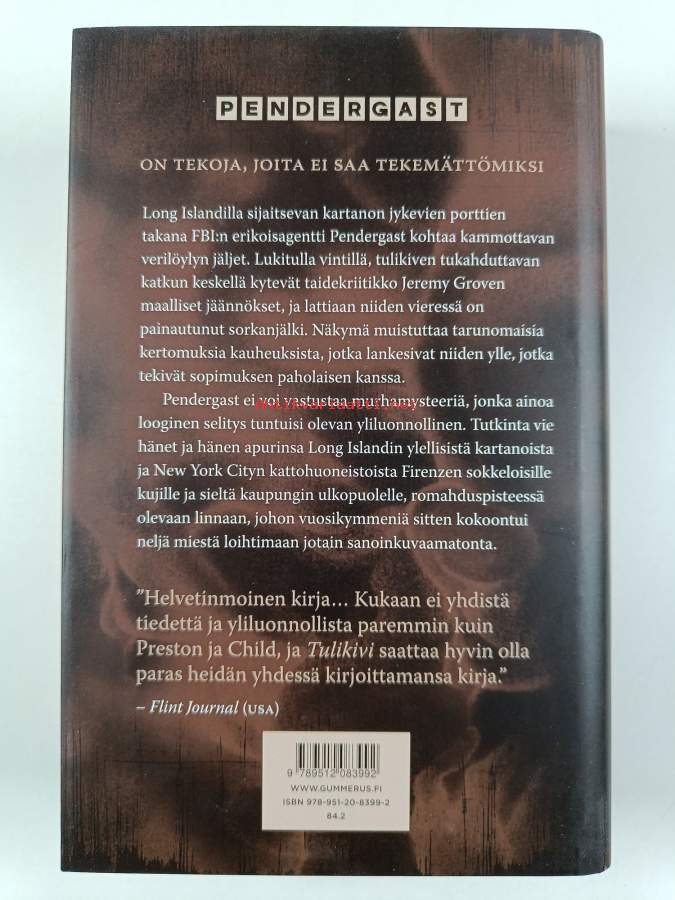 PENDERGAST
ON TEKOJA, JOITA EI SAA TEKEMÄTTÖMIKSI
Long Islandilla sijaitsevan kartanon jykevien porttien
takana FBI:n erikoisagentti Pendergast kohtaa kammottavan
verilöylyn jäljet. Lukitulla vintillä, tulikiven tukahduttavan
katkun keskellä kytevät taidekriitikko Jeremy Groven
maalliset jäännökset, ja lattiaan niiden vieressä on
painautunut sorkanjälki. Näkymä muistuttaa tarunomaisia
kertomuksia kauheuksista, jotka lankesivat niiden ylle, jotka
tekivät sopimuksen paholaisen kanssa.
Pendergast ei voi vastustaa murhamysteeriä, jonka ainoa
looginen selitys tuntuisi olevan yliluonnollinen. Tutkinta vie
hänet ja hänen apurinsa Long Islandin ylellisistä kartanoista
ja New York Cityn kattohuoneistoista Firenzen sokkeloisille
kujille ja sieltä kaupungin ulkopuolelle, romahduspisteessä
olevaan linnaan, johon vuosikymmeniä sitten kokoontui
neljä miestä loihtimaan jotain sanoinkuvaamatonta.
”Helvetinmoinen kirja… Kukaan ei yhdistä
tiedettä ja yliluonnollista paremmin kuin
Preston ja Child, ja Tulikivi saattaa hyvin olla
paras heidän yhdessä kirjoittamansa kirja.”
– Flint Journal (USA)
9 789512 083992
WWW.GUMMERUS.FI
ISBN 978-951-20-8399-2
84.2